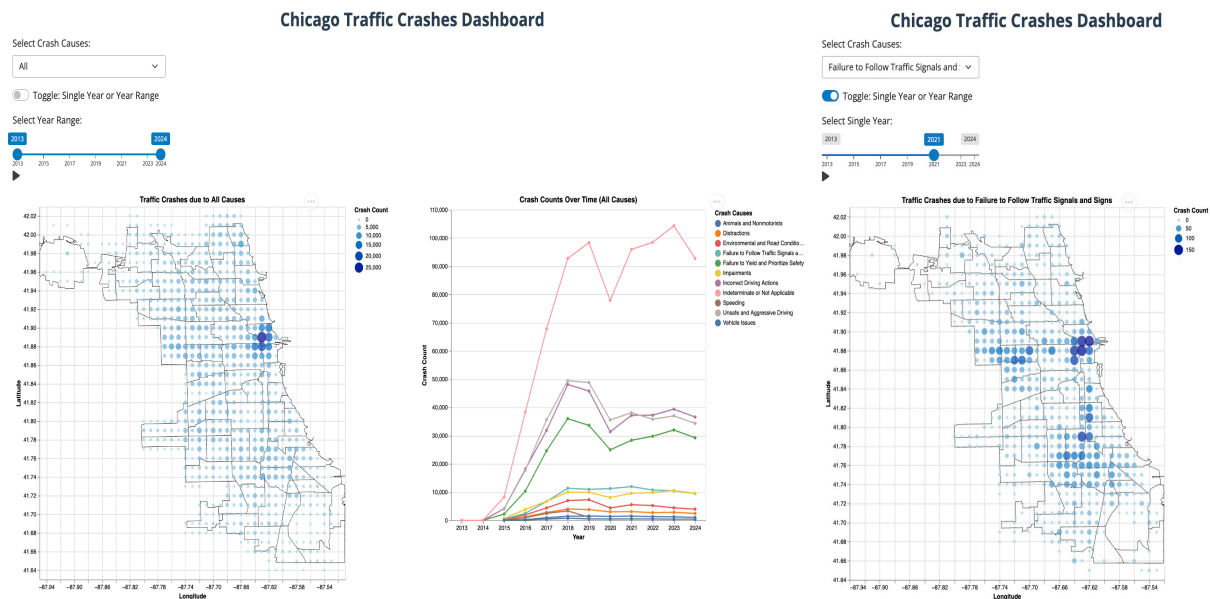 Chicago Traffic Crashes Dashboard
Select Crash Causes:
All
Toggle: Single Year or Year Range
Select Year Range:
2013 2024
2013 2015 2017 2019 2021 2023 2024
Traffic Crashes due to All Causes
Crash Count
0
5,000
10,000
15,000
20,000
25,000
42.02
42.00
41.98
41.96
41.94
41.92
41.90
41.88
41.86
41.84
41.82
41.80
41.78
41.76
41.74
41.72
41.70
41.68
41.66
41.64
Latitude
−87.94 −87.90 −87.86 −87.82 −87.78 −87.74 −87.70 −87.66 −87.62 −87.58 −87.54
Longitude
Crash Counts Over Time (All Causes)
110,000
100,000
90,000
80,000
70,000
60,000
50,000
40,000
30,000
20,000
10,000
0
Crash Count
2013 2014 2015 2016 2017 2018 2019 2020 2021 2022 2023 2024
Year
Crash Causes
Animals and Nonmotorists
Distractions
Environmental and Road Conditio...
Failure to Follow Traffic Signals a...
Failure to Yield and Prioritize Safety
Impairments
Incorrect Driving Actions
Indeterminate or Not Applicable
Speeding
Unsafe and Aggressive Driving
Vehicle Issues
Chicago Traffic Crashes Dashboard
Select Crash Causes:
Failure to Follow Traffic Signals and
Toggle: Single Year or Year Range
Select Single Year:
2013 2021 2024
2013 2015 2017 2019 2021 2023 2024
Traffic Crashes due to Failure to Follow Traffic Signals and Signs
Crash Count
0
50
100
150
42.02
42.00
41.98
41.96
41.94
41.92
41.90
41.88
41.86
41.84
41.82
41.80
41.78
41.76
41.74
41.72
41.70
41.68
41.66
41.64
Latitude
−87.94 −87.90 −87.86 −87.82 −87.78 −87.74 −87.70 −87.66 −87.62 −87.58 −87.54
Longitude